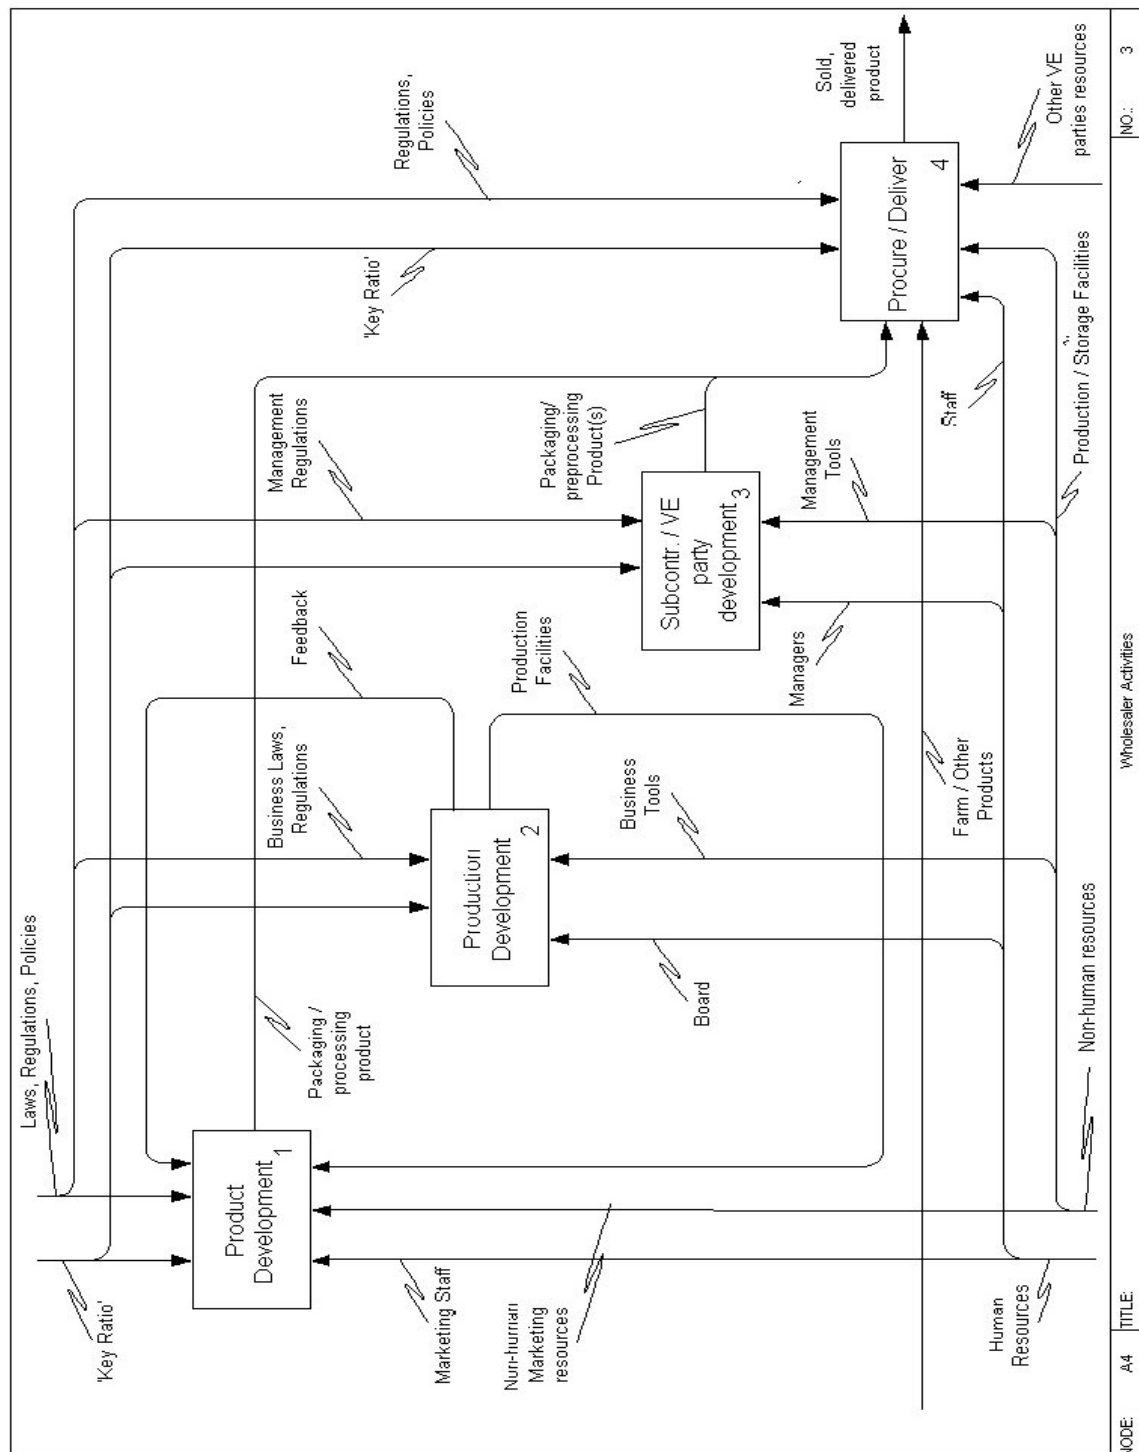 'Key Ratio'
Laws, Regulations, Policies
Business Laws,
Regulations
Feedback
Management
Regulations
'Key Ratio'
Regulations,
Policies
Product
Development
1
Packaging /
processing
product
Production
Development
2
Production
Facilities
Subcontr. / VE
party
development
3
Packaging/
preprocessing
Product(s)
Procure / Deliver
4
Sold,
delivered
product
Marketing Staff
Non-human
Marketing
resources
Board
Business
Tools
Managers
Management
Tools
Farm / Other
Products
Staff
Production / Storage Facilities
Other VE
parties resources
Human
Resources
Non-human resources
NODE:
A4
TITLE:
Wholesaler Activities
NO.:
3